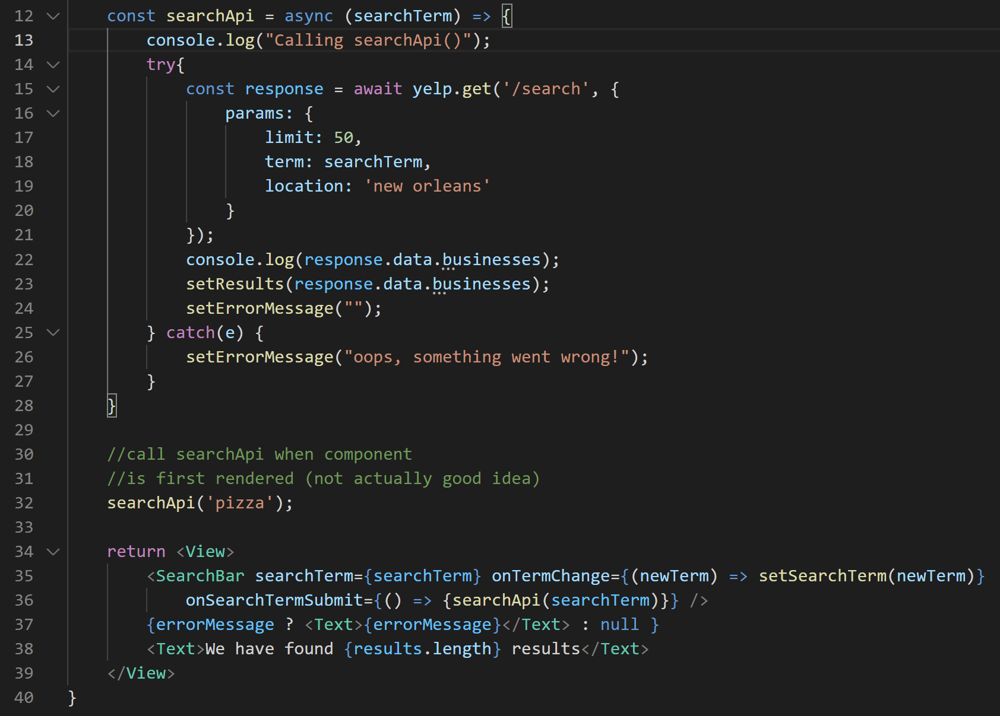 12 const searchApi = async (searchTerm) => {
13 console.log("Calling searchApi()");
14 try{
15 const response = await yelp.get('/search', {
16 params: {
17 limit: 50,
18 term: searchTerm,
19 location: 'new orleans'
20 }
21 });
22 console.log(response.data.businesses);
23 setResults(response.data.businesses);
24 setErrorMessage("");
25 } catch(e) {
26 setErrorMessage("oops, something went wrong!");
27 }
28 }
29
30 //call searchApi when component
31 //is first rendered (not actually good idea)
32 searchApi('pizza');
33
34 return <View>
35 <SearchBar searchTerm={searchTerm} onTermChange={(newTerm) => setSearchTerm(newTerm)}
36 onSearchTermSubmit={() => {searchApi(searchTerm)}} />
37 {errorMessage ? <Text>{errorMessage}</Text> : null }
38 <Text>We have found {results.length} results</Text>
39 </View>
40 }